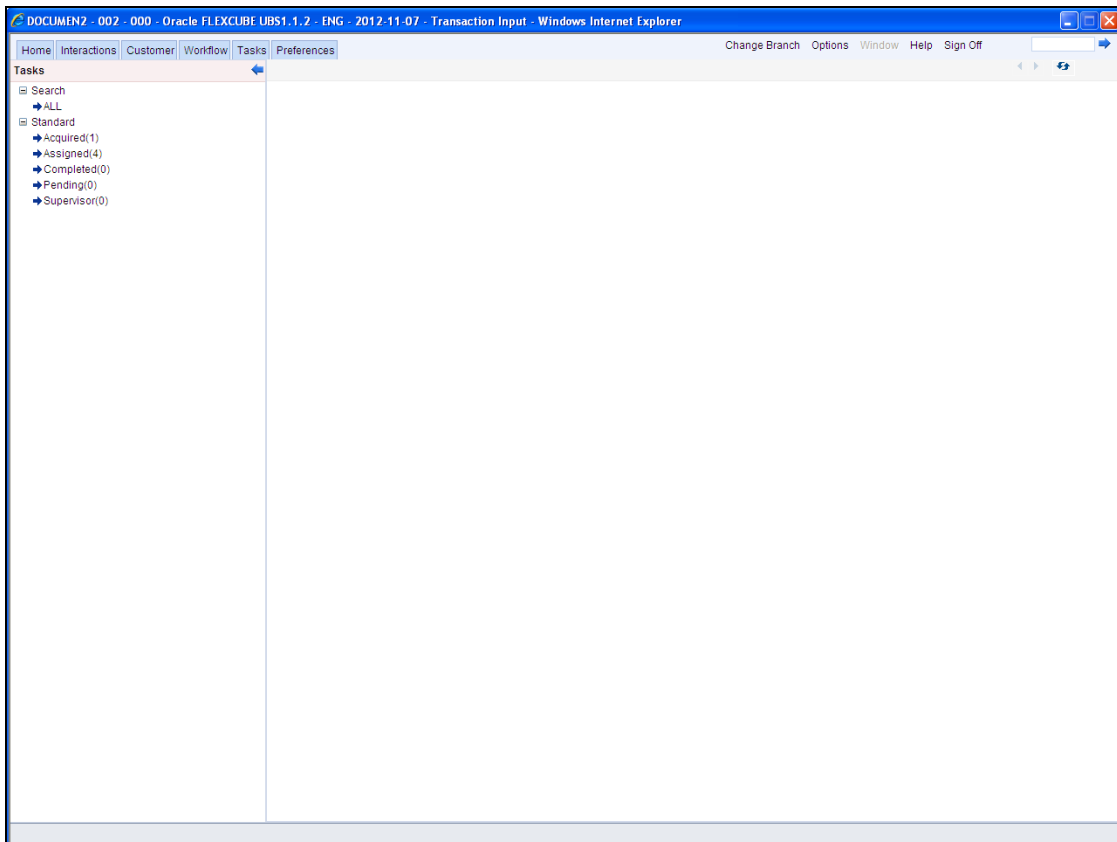 DOCUMEN2 - 002 - 000 - Oracle FLEXCUBE UBS1.1.2 - ENG - 2012-11-07 - Transaction Input - Windows Internet Explorer
Home Interactions Customer Workflow Tasks Preferences Change Branch Options Window Help Sign Off
Tasks
Search
ALL
Standard
Acquired(1)
Assigned(4)
Completed(0)
Pending(0)
Supervisor(0)